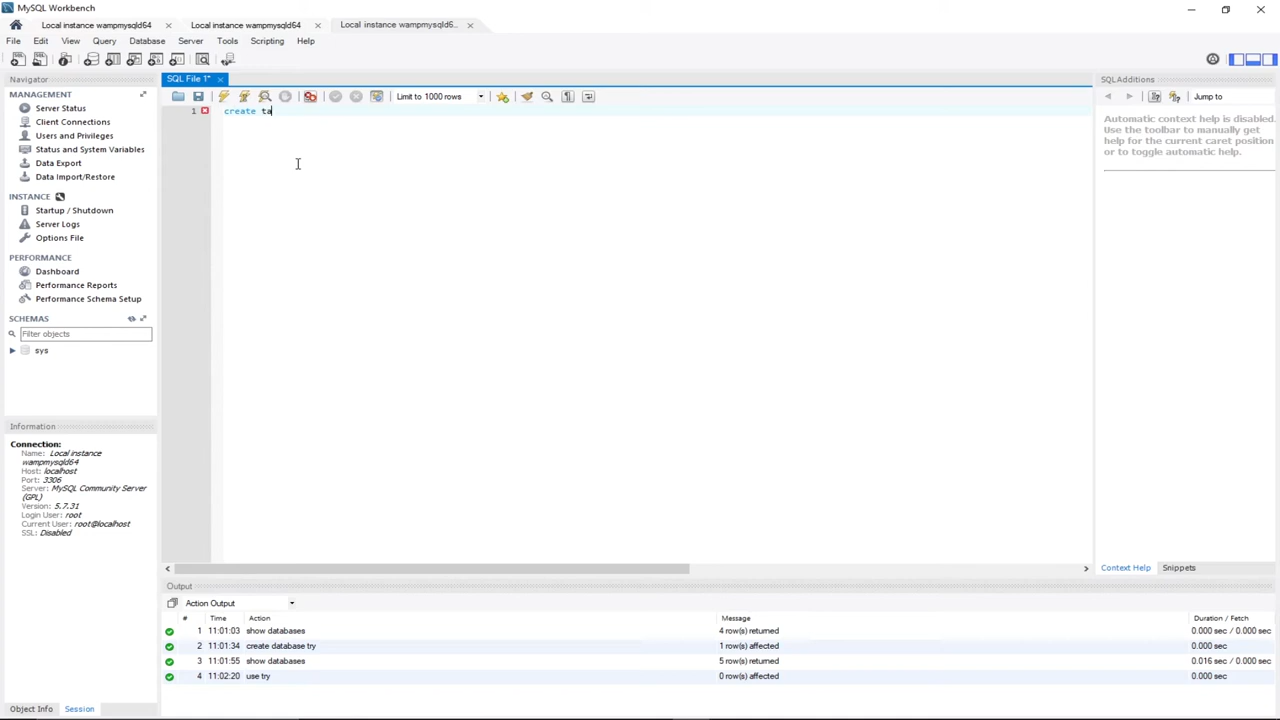 MySQL Workbench
Local instance wampmysqld64
Local instance wampmysqld64
Local instance wampmysqld6...
File Edit View Query Database Server Tools Scripting Help
Navigator
MANAGEMENT
Server Status
Client Connections
Users and Privileges
Status and System Variables
Data Export
Data Import/Restore
INSTANCE
Startup / Shutdown
Server Logs
Options File
PERFORMANCE
Dashboard
Performance Reports
Performance Schema Setup
SCHEMAS
Filter objects
sys
Information
Connection:
Name: Local instance
wampmysqld64
Host: localhost
Port: 3306
Server: MySQL Community Server
(GPL)
Version: 5.7.31
Login User: root
Current User: root@localhost
SSL: Disabled
Object Info Session
SQL File 1*
Limit to 1000 rows
1 create ta
Output
Action Output
# Time Action Message Duration / Fetch
1 11:01:03 show databases 4 row(s) returned 0.000 sec / 0.000 sec
2 11:01:34 create database try 1 row(s) affected 0.000 sec
3 11:01:55 show databases 5 row(s) returned 0.016 sec / 0.000 sec
4 11:02:20 use try 0 row(s) affected 0.000 sec
SQLAdditions
Jump to
Automatic context help is disabled.
Use the toolbar to manually get
help for the current caret position
or to toggle automatic help.
Context Help Snippets